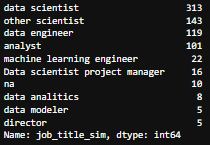 data scientist 313
other scientist 143
data engineer 119
analyst 101
machine learning engineer 22
Data scientist project manager 16
na 10
data analitics 8
data modeler 5
director 5
Name: job_title_sim, dtype: int64